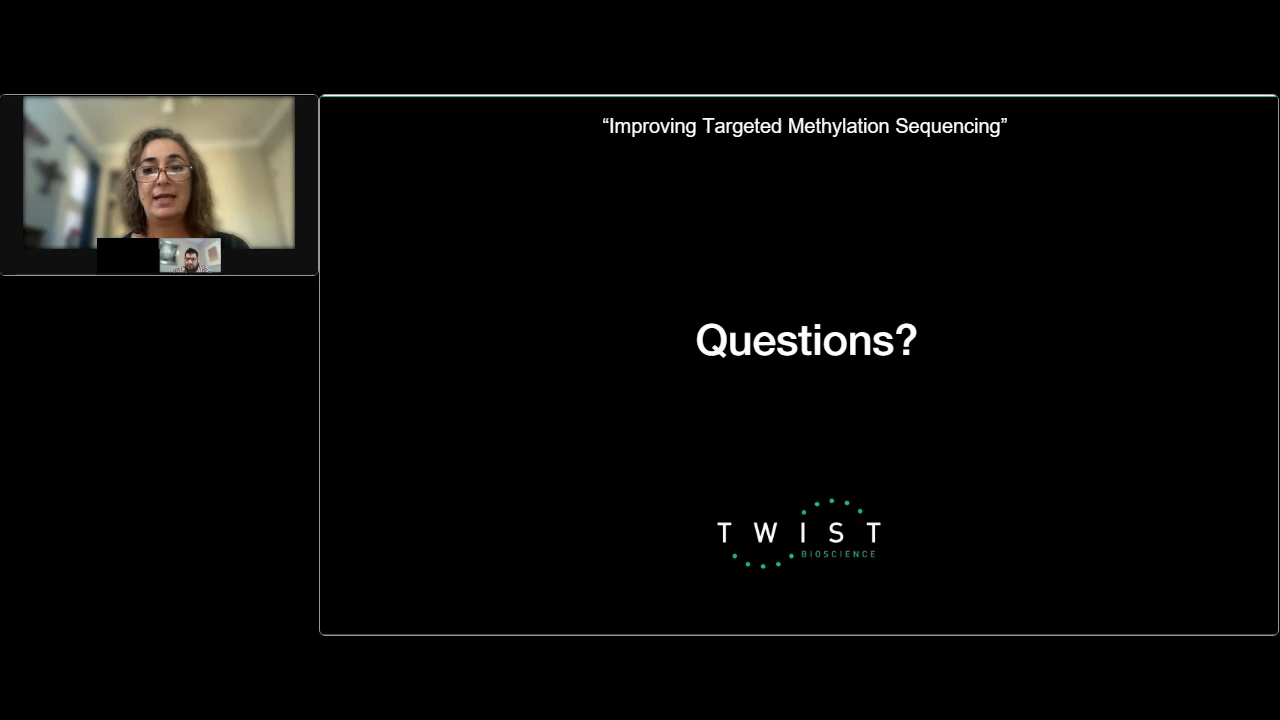 “Improving Targeted Methylation Sequencing”
Questions?
TWIST
BIOSCIENCE